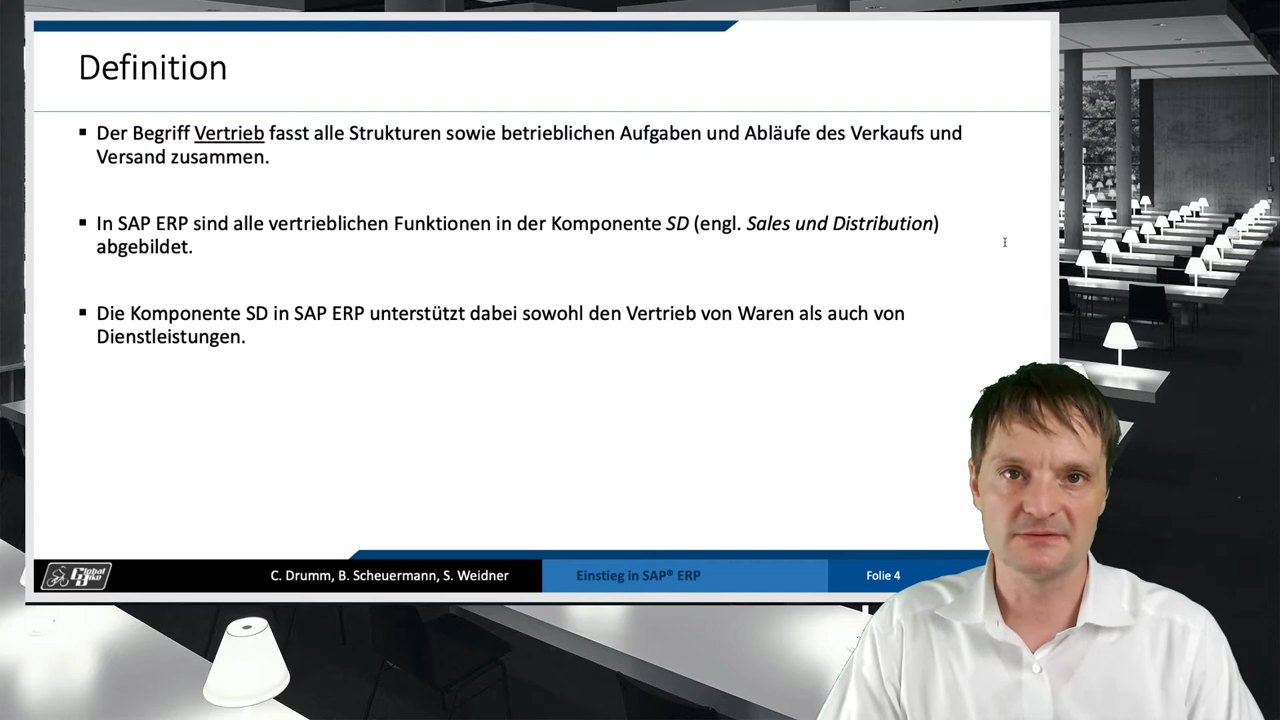 Definition
▪ Der Begriff Vertrieb fasst alle Strukturen sowie betrieblichen Aufgaben und Abläufe des Verkaufs und
Versand zusammen.
▪ In SAP ERP sind alle vertrieblichen Funktionen in der Komponente SD (engl. Sales und Distribution)
abgebildet.
▪ Die Komponente SD in SAP ERP unterstützt dabei sowohl den Vertrieb von Waren als auch von
Dienstleistungen.
Global
Bike
C. Drumm, B. Scheuermann, S. Weidner
Einstieg in SAP® ERP
Folie 4